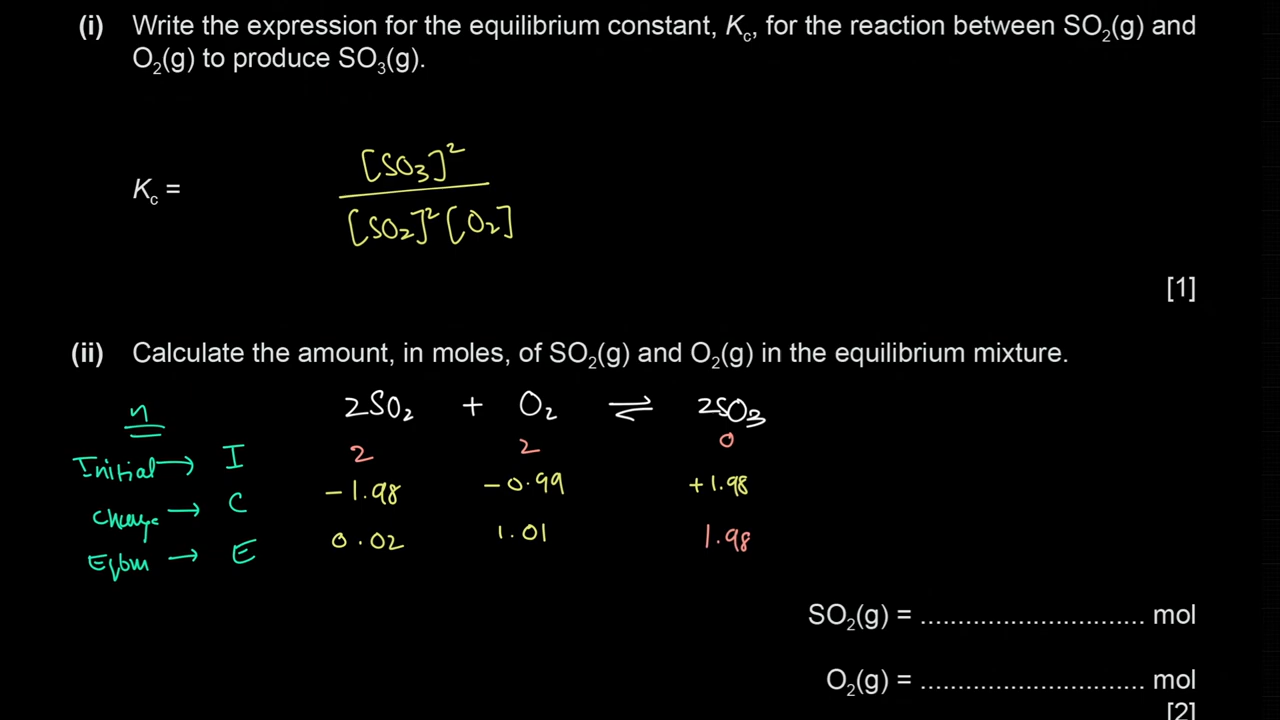 (i) Write the expression for the equilibrium constant, Kc, for the reaction between SO₂(g) and
O₂(g) to produce SO₃(g).
[SO₃]²
Kc =
[SO₂]² [O₂]
[1]
(ii) Calculate the amount, in moles, of SO₂(g) and O₂(g) in the equilibrium mixture.
n 2SO₂ + O₂ ⇌ 2SO₃
Initial → I 2 2 0
Change → C −1.98 −0.99 +1.98
Eqbm → E 0.02 1.01 1.98
SO₂(g) = .............................. mol
O₂(g) = .............................. mol
[2]